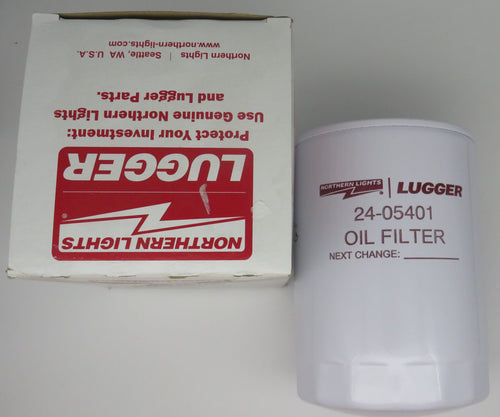 NORTHERN LIGHTS®
LUGGER
Protect Your Investment:
Use Genuine Northern Lights
and Lugger Parts.
Northern Lights | Seattle, WA, U.S.A.
www.northern-lights.com
NORTHERN LIGHTS® | LUGGER
24-05401
OIL FILTER
NEXT CHANGE: ________